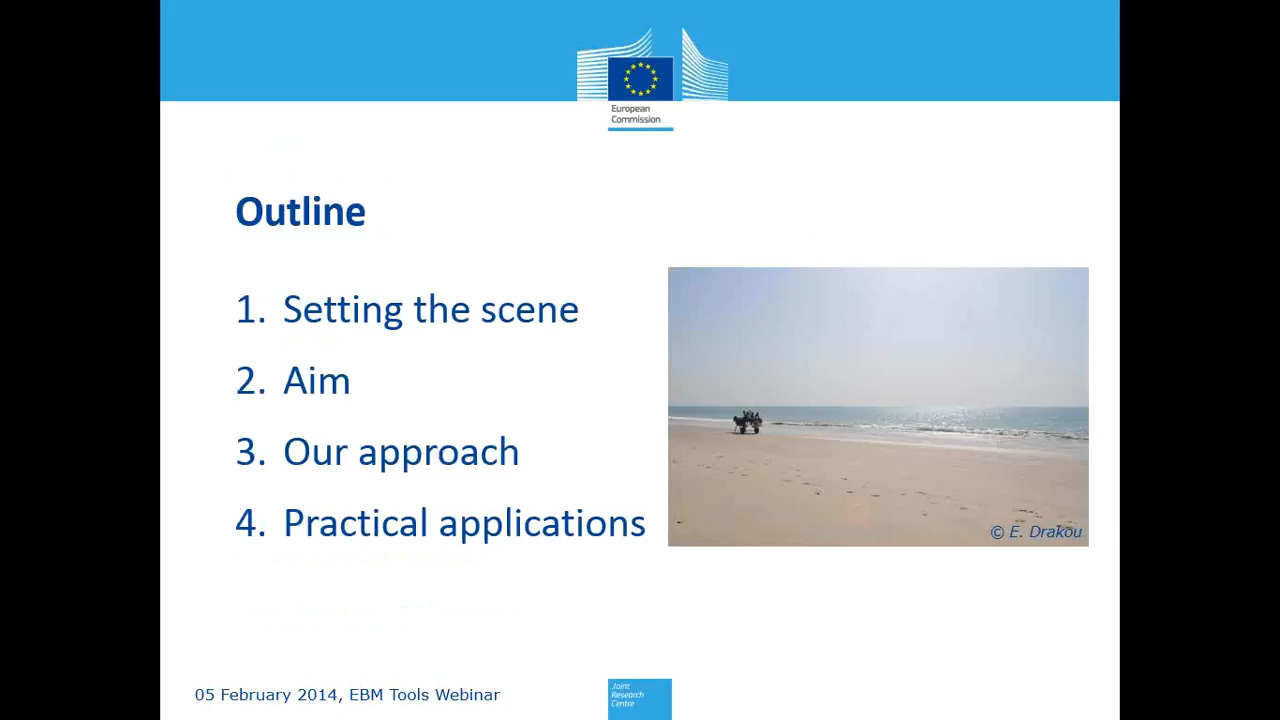 European
Commission
Outline
1. Setting the scene
2. Aim
3. Our approach
4. Practical applications
© E. Drakou
05 February 2014, EBM Tools Webinar
Joint
Research
Centre